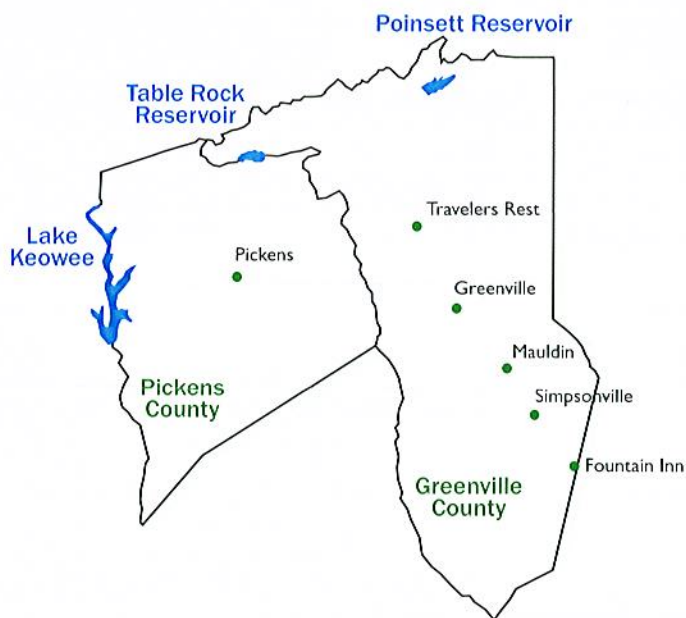 Poinsett Reservoir
Table Rock
Reservoir
Travelers Rest
Lake
Keowee
Pickens
Greenville
Mauldin
Pickens
County
Simpsonville
Fountain Inn
Greenville
County